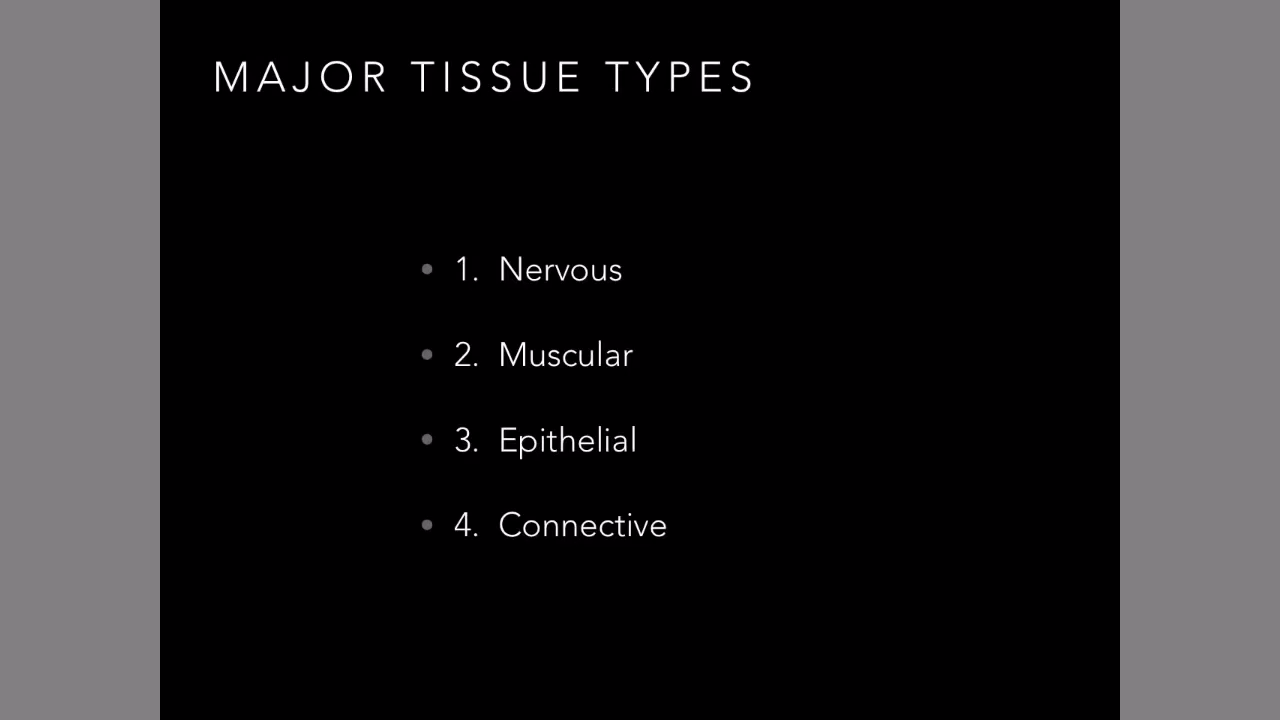 MAJOR TISSUE TYPES
• 1. Nervous
• 2. Muscular
• 3. Epithelial
• 4. Connective